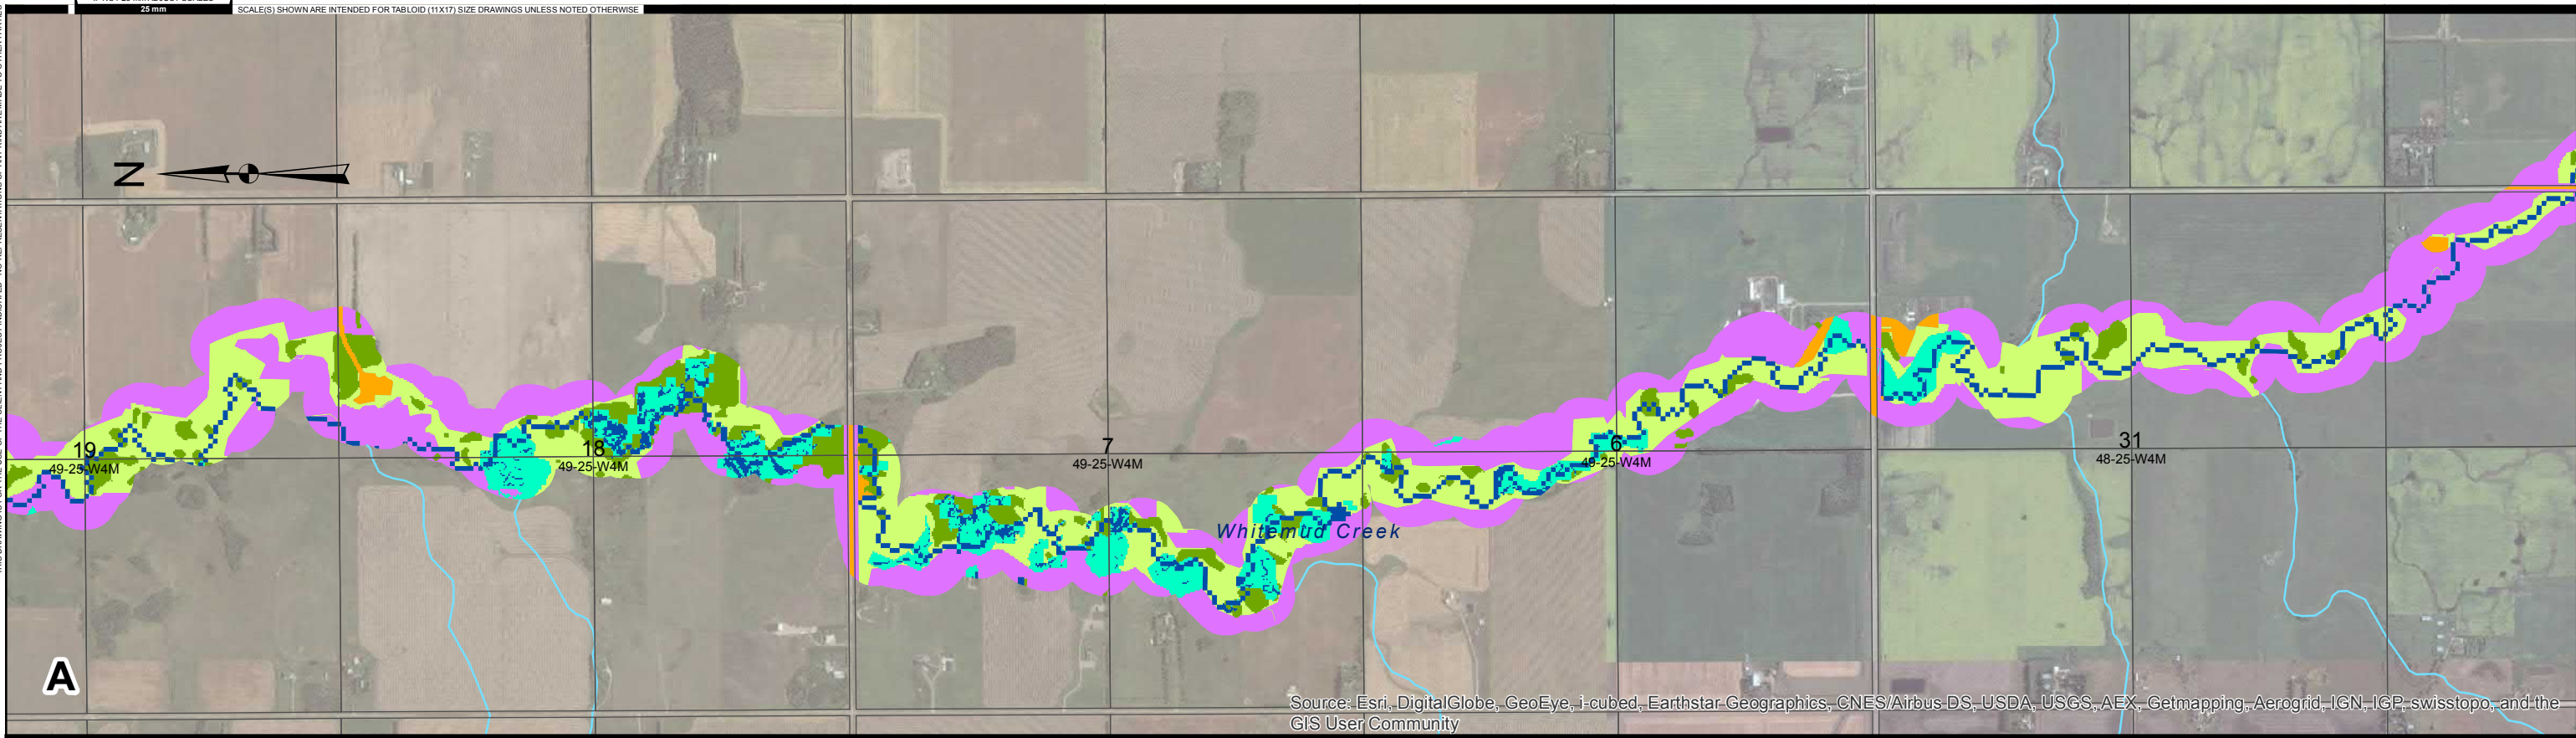 25 mm
SCALE(S) SHOWN ARE INTENDED FOR TABLOID (11X17) SIZE DRAWINGS UNLESS NOTED OTHERWISE
N
19
49-25-W4M
18
49-25-W4M
7
49-25-W4M
6
49-25-W4M
31
48-25-W4M
Whitemud Creek
A
Source: Esri, DigitalGlobe, GeoEye, i-cubed, Earthstar Geographics, CNES/Airbus DS, USDA, USGS, AEX, Getmapping, Aerogrid, IGN, IGP, swisstopo, and the
GIS User Community